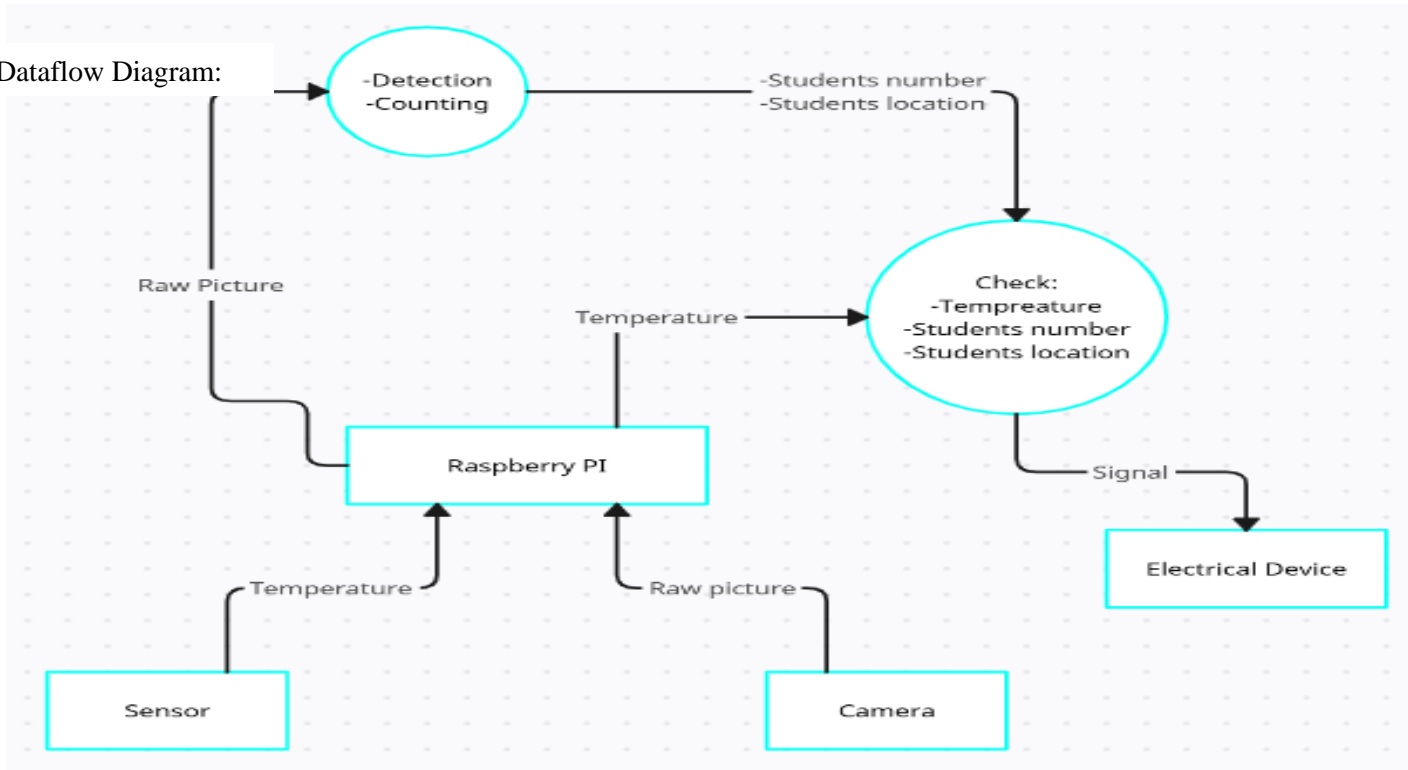 Dataflow Diagram:
-Detection
-Counting
-Students number
-Students location
Raw Picture
Check:
-Tempreature
-Students number
-Students location
Temperature
Raspberry PI
Signal
Electrical Device
Temperature
Raw picture
Sensor
Camera